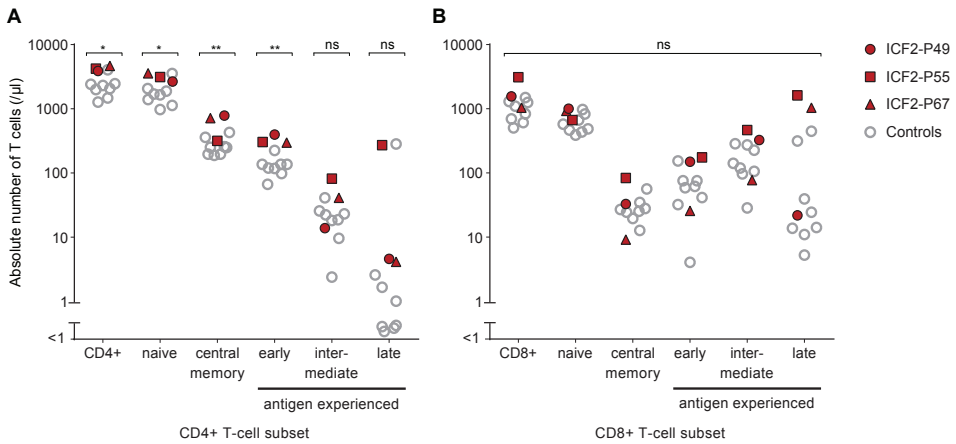 A
B
* * ** ** ns ns
ns
Absolute number of T cells (/µl)
10000
1000
100
10
1
<1
CD4+ naive central memory early inter-mediate late
antigen experienced
CD4+ T-cell subset
10000
1000
100
10
1
<1
CD8+ naive central memory early inter-mediate late
antigen experienced
CD8+ T-cell subset
ICF2-P49
ICF2-P55
ICF2-P67
Controls